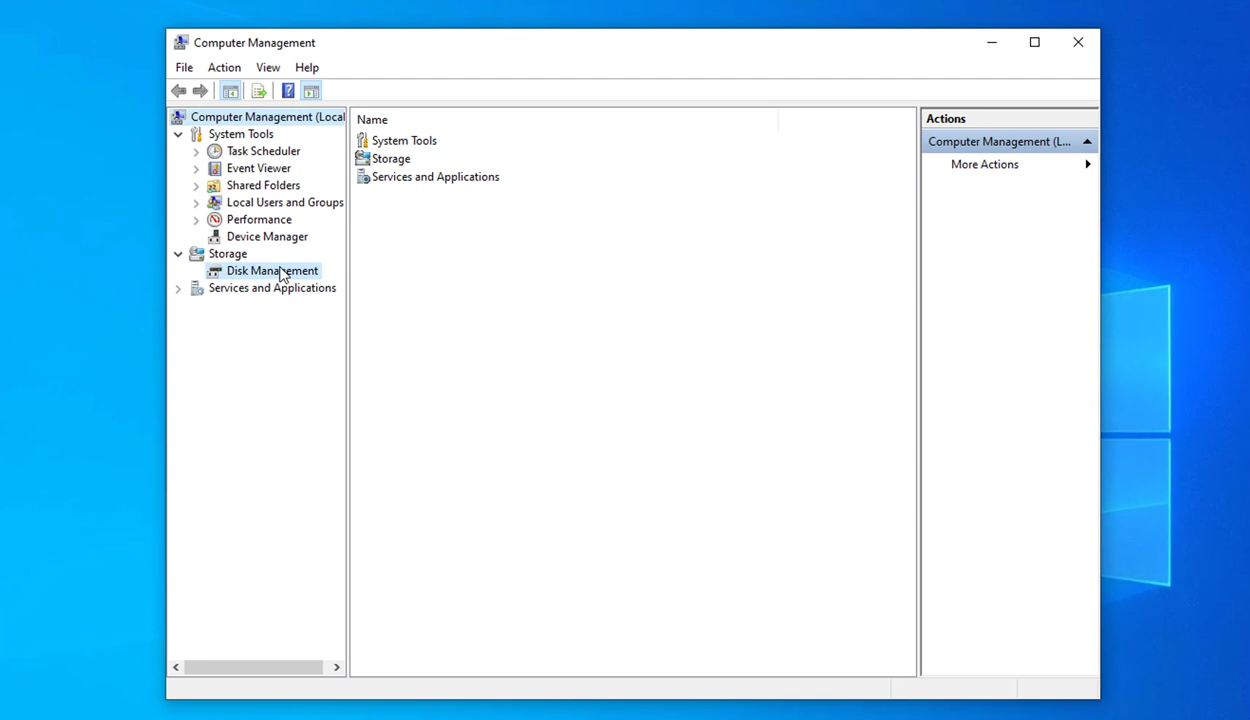 Computer Management
File Action View Help
Computer Management (Local
System Tools
Task Scheduler
Event Viewer
Shared Folders
Local Users and Groups
Performance
Device Manager
Storage
Disk Management
Services and Applications
Name
System Tools
Storage
Services and Applications
Actions
Computer Management (L...
More Actions